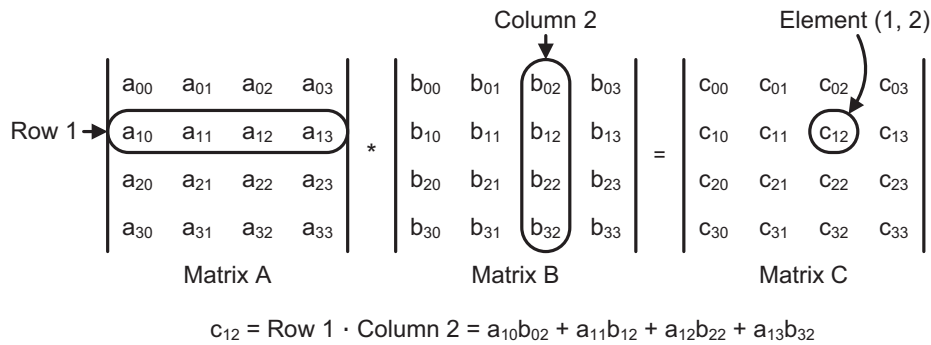 Column 2 Element (1, 2)
a₀₀ a₀₁ a₀₂ a₀₃ b₀₀ b₀₁ b₀₂ b₀₃ c₀₀ c₀₁ c₀₂ c₀₃
Row 1 a₁₀ a₁₁ a₁₂ a₁₃ * b₁₀ b₁₁ b₁₂ b₁₃ = c₁₀ c₁₁ c₁₂ c₁₃
a₂₀ a₂₁ a₂₂ a₂₃ b₂₀ b₂₁ b₂₂ b₂₃ c₂₀ c₂₁ c₂₂ c₂₃
a₃₀ a₃₁ a₃₂ a₃₃ b₃₀ b₃₁ b₃₂ b₃₃ c₃₀ c₃₁ c₃₂ c₃₃
Matrix A Matrix B Matrix C
c₁₂ = Row 1 · Column 2 = a₁₀b₀₂ + a₁₁b₁₂ + a₁₂b₂₂ + a₁₃b₃₂